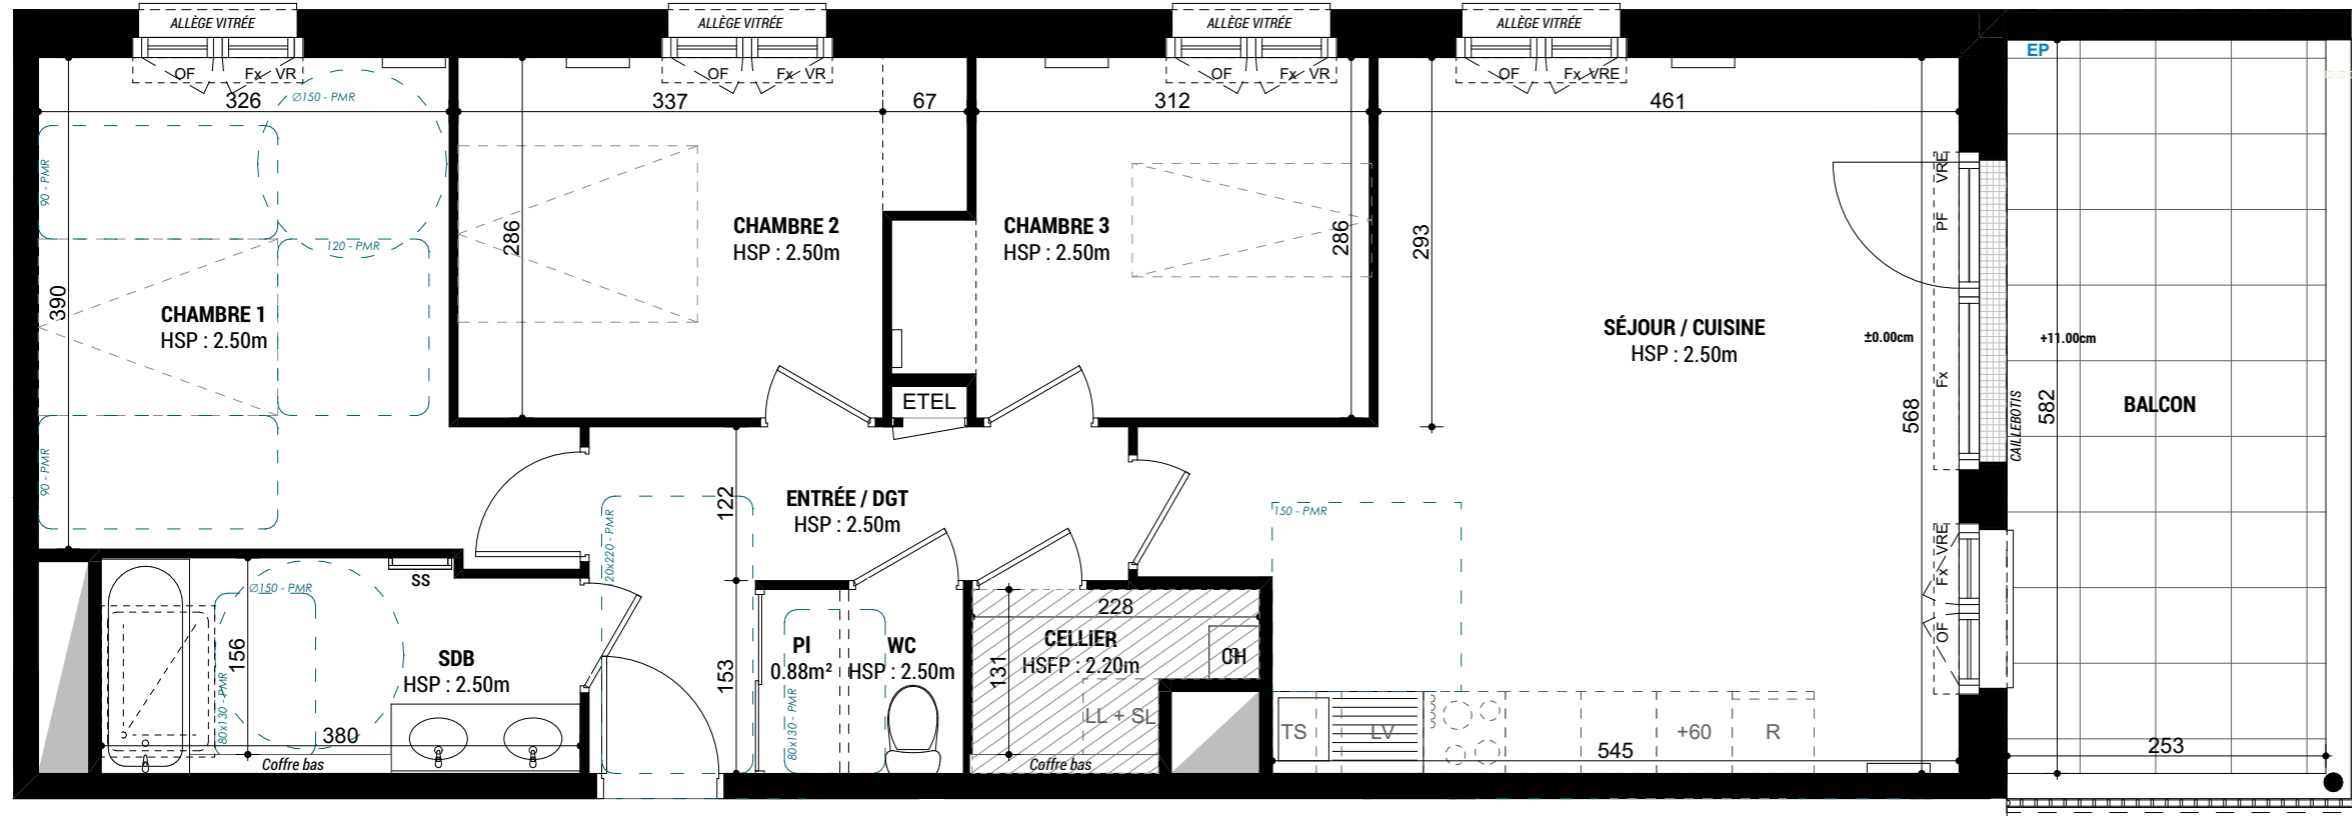 ALLÈGE VITRÉE
ALLÈGE VITRÉE
ALLÈGE VITRÉE
ALLÈGE VITRÉE
EP
OF Fx VR
OF Fx VR
OF Fx VR
OF Fx VRE
326
Ø150 - PMR
337
67
312
461
90 - PMR
VRE
PF
CHAMBRE 2
HSP : 2.50m
CHAMBRE 3
HSP : 2.50m
286
286
293
120 - PMR
390
CHAMBRE 1
HSP : 2.50m
SÉJOUR / CUISINE
HSP : 2.50m
±0.00cm
+11.00cm
Fx
ETEL
568
CAILLEBOTIS
582
BALCON
90 - PMR
122
ENTRÉE / DGT
HSP : 2.50m
20x220 - PMR
150 - PMR
Fx VRE
OF
SS
Ø150 - PMR
156
SDB
HSP : 2.50m
80x130 - PMR
380
Coffre bas
153
Pl
0.88m²
WC
HSP : 2.50m
80x130 - PMR
228
CELLIER
HSFP : 2.20m
131
CH
LL + SL
Coffre bas
TS
LV
+60
R
545
253